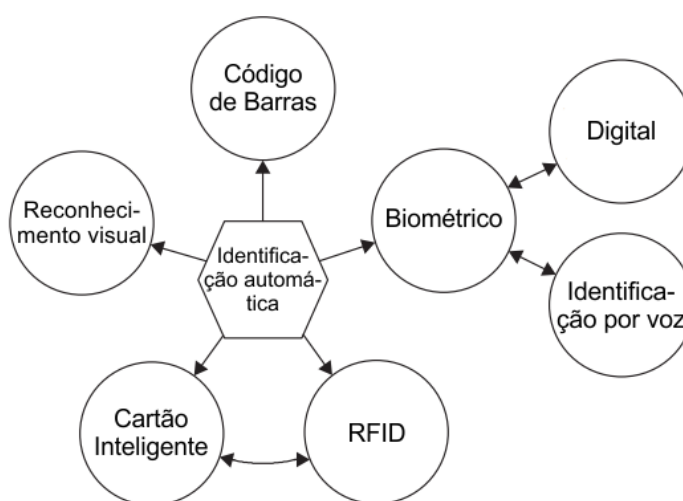 Código
de Barras
Digital
Reconheci-
mento visual
Biométrico
Identifica-
ção automá-
tica
Identifica-
ção por voz
Cartão
Inteligente
RFID